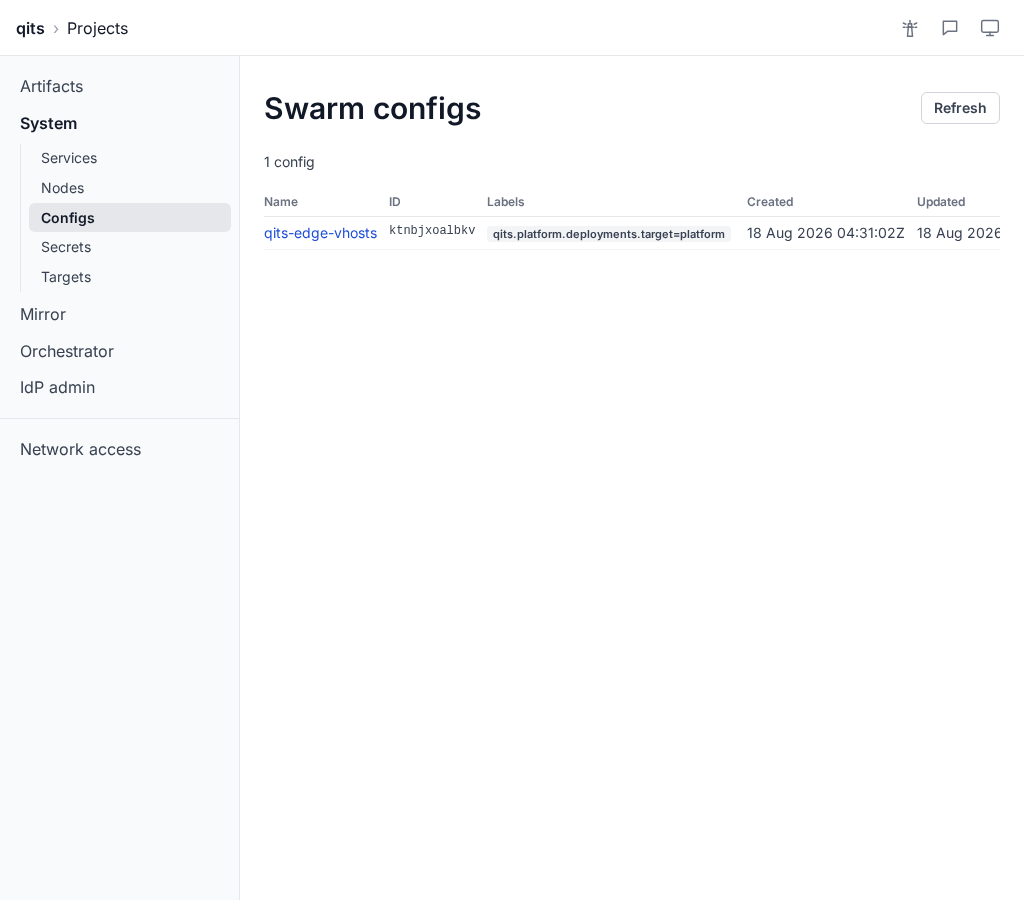 qits › Projects
Artifacts
System
Services
Nodes
Configs
Secrets
Targets
Mirror
Orchestrator
IdP admin
Network access
Swarm configs
Refresh
1 config
Name ID Labels Created Updated
qits-edge-vhosts ktnbjxoalbkv qits.platform.deployments.target=platform 18 Aug 2026 04:31:02Z 18 Aug 2026